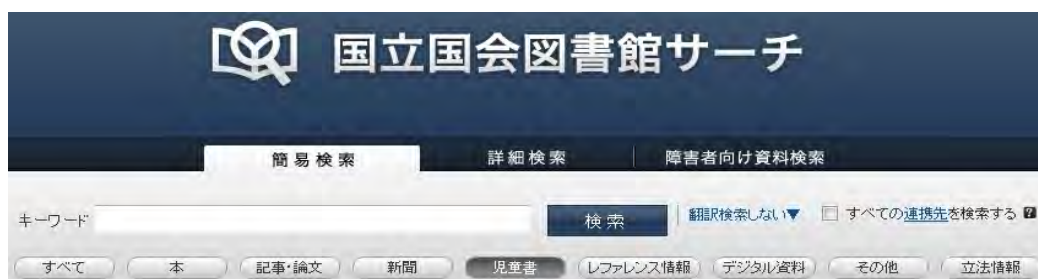 国立国会図書館サーチ
簡易検索 詳細検索 障害者向け資料検索
キーワード 検索 翻訳検索しない▼ すべての連携先を検索する ?
すべて 本 記事・論文 新聞 児童書 レファレンス情報 デジタル資料 その他 立法情報